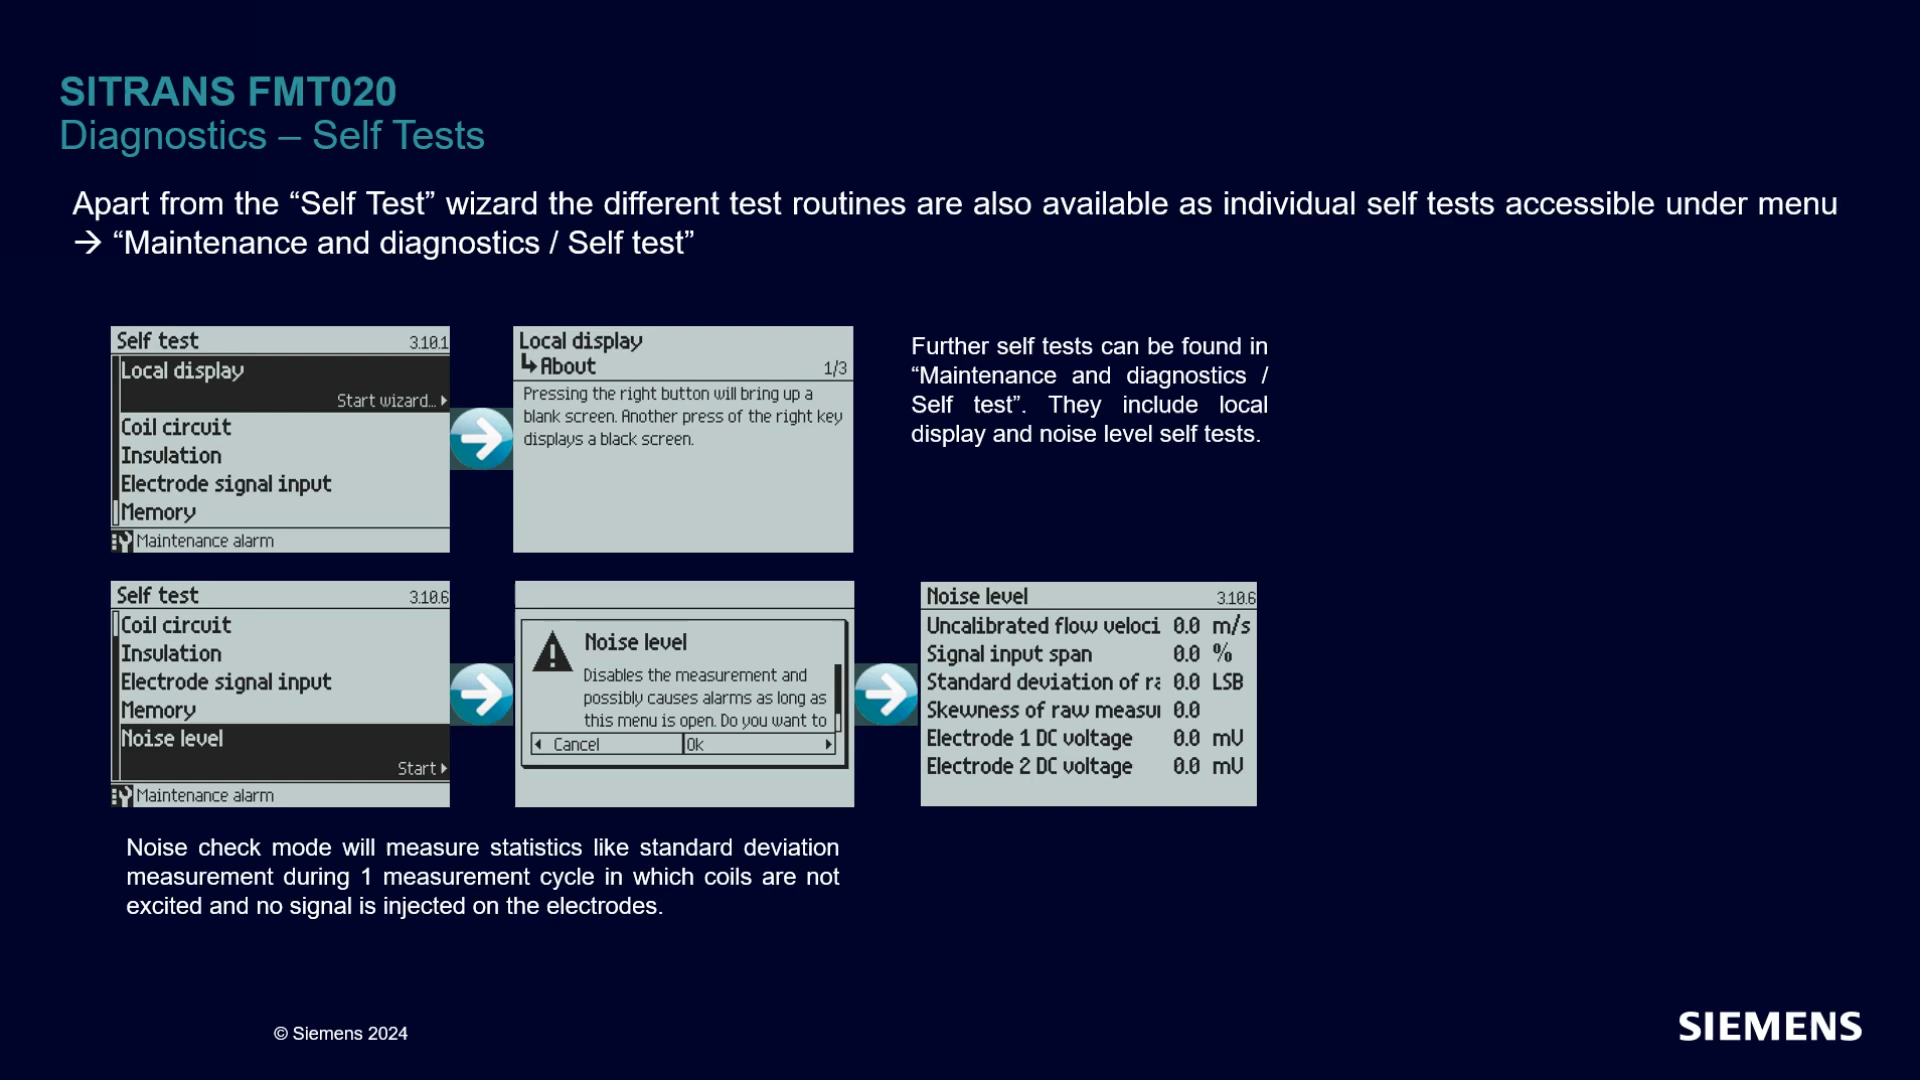 SITRANS FMT020
Diagnostics – Self Tests
Apart from the “Self Test” wizard the different test routines are also available as individual self tests accessible under menu
→ “Maintenance and diagnostics / Self test”
Self test 3.10.1
Local display
Start wizard...
Coil circuit
Insulation
Electrode signal input
Memory
Maintenance alarm
Local display
About 1/3
Pressing the right button will bring up a
blank screen. Another press of the right key
displays a black screen.
Further self tests can be found in
“Maintenance and diagnostics /
Self test”. They include local
display and noise level self tests.
Self test 3.10.6
Coil circuit
Insulation
Electrode signal input
Memory
Noise level
Start
Maintenance alarm
Noise level
Disables the measurement and
possibly causes alarms as long as
this menu is open. Do you want to
Cancel Ok
Noise level 3.10.6
Uncalibrated flow veloci 0.0 m/s
Signal input span 0.0 %
Standard deviation of ra 0.0 LSB
Skewness of raw measur 0.0
Electrode 1 DC voltage 0.0 mV
Electrode 2 DC voltage 0.0 mV
Noise check mode will measure statistics like standard deviation
measurement during 1 measurement cycle in which coils are not
excited and no signal is injected on the electrodes.
© Siemens 2024
SIEMENS